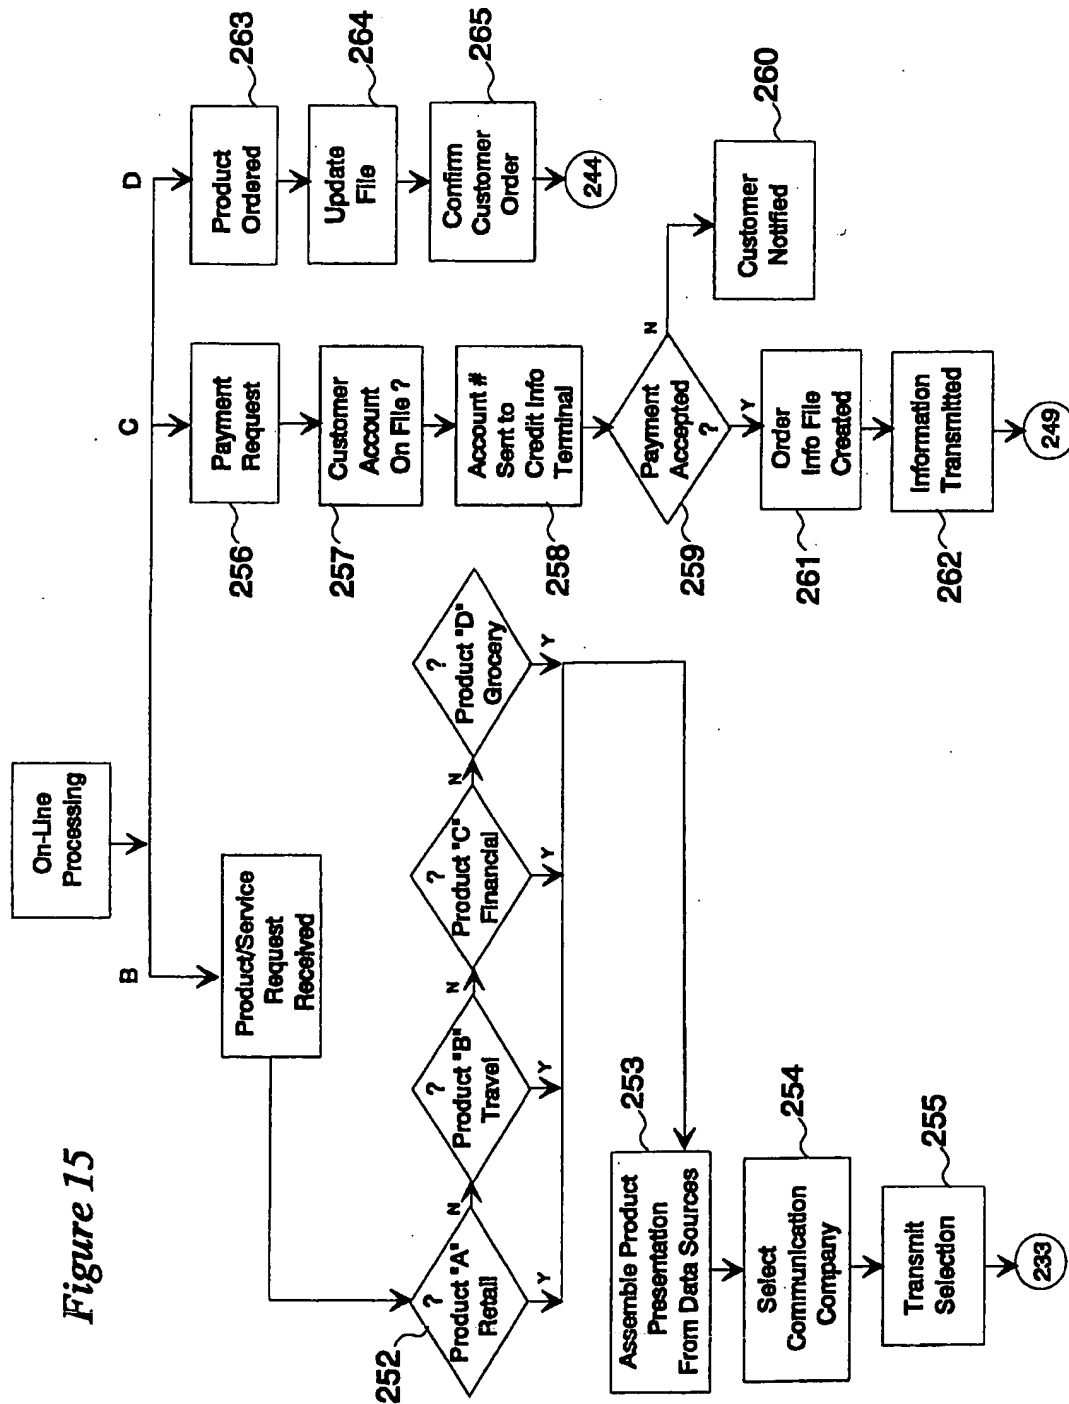 Figure 15
On-Line
Processing
B
C
D
Product/Service
Request
Received
252
?
Product "A"
Retail
N
Y
?
Product "B"
Travel
N
Y
?
Product "C"
Financial
N
Y
?
Product "D"
Grocery
Y
253
Assemble Product
Presentation
From Data Sources
254
Select
Communication
Company
255
Transmit
Selection
233
256
Payment
Request
257
Customer
Account
On File ?
258
Account #
Sent to
Credit Info
Terminal
259
Payment
Accepted
?
N
Y
260
Customer
Notified
261
Order
Info File
Created
262
Information
Transmitted
249
263
Product
Ordered
264
Update
File
265
Confirm
Customer
Order
244